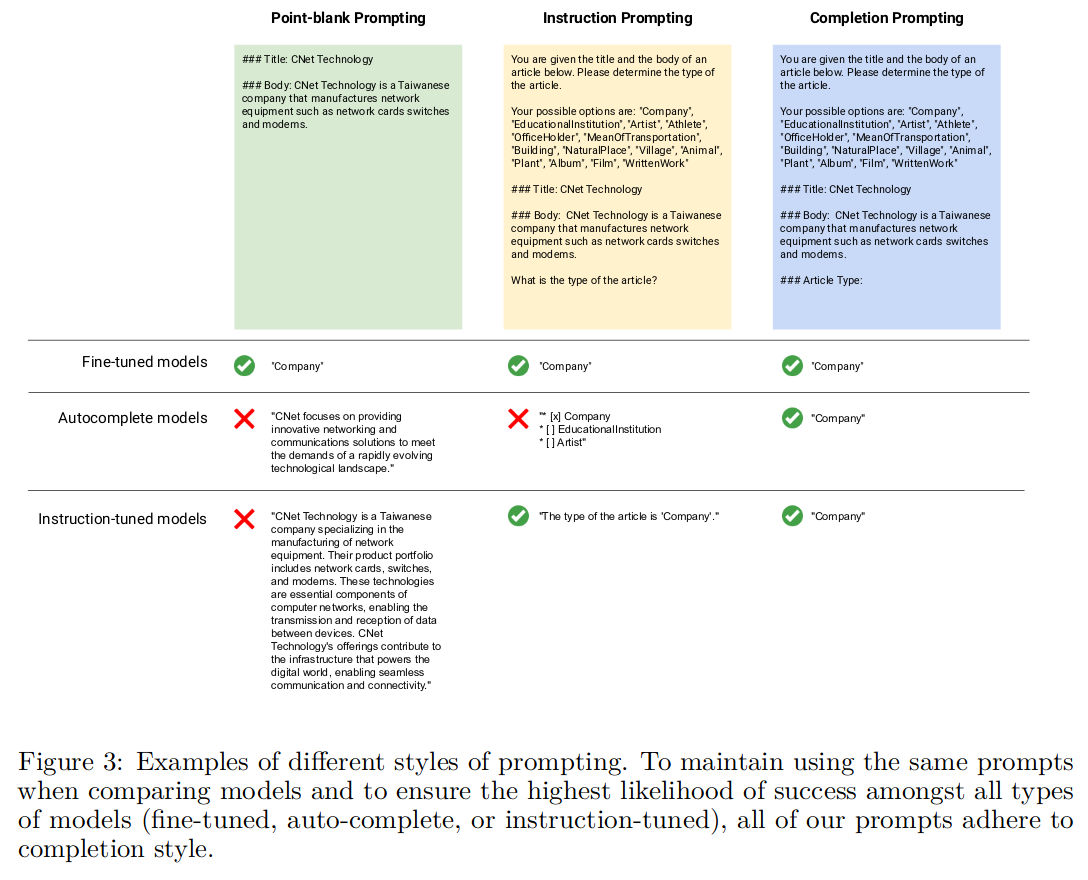 Point-blank Prompting
Instruction Prompting
Completion Prompting
### Title: CNet Technology
### Body: CNet Technology is a Taiwanese
company that manufactures network
equipment such as network cards switches
and modems.
You are given the title and the body of an
article below. Please determine the type of
the article.
Your possible options are: "Company",
"EducationalInstitution", "Artist", "Athlete",
"OfficeHolder", "MeanOfTransportation",
"Building", "NaturalPlace", "Village", "Animal",
"Plant", "Album", "Film", "WrittenWork"
### Title: CNet Technology
### Body:  CNet Technology is a Taiwanese
company that manufactures network
equipment such as network cards switches
and modems.
What is the type of the article?
You are given the title and the body of an
article below. Please determine the type of
the article.
Your possible options are: "Company",
"EducationalInstitution", "Artist", "Athlete",
"OfficeHolder", "MeanOfTransportation",
"Building", "NaturalPlace", "Village", "Animal",
"Plant", "Album", "Film", "WrittenWork"
### Title: CNet Technology
### Body:  CNet Technology is a Taiwanese
company that manufactures network
equipment such as network cards switches
and modems.
### Article Type:
Fine-tuned models
"Company"
"Company"
"Company"
Autocomplete models
"CNet focuses on providing
innovative networking and
communications solutions to meet
the demands of a rapidly evolving
technological landscape."
"* [x] Company
* [ ] EducationalInstitution
* [ ] Artist"
"Company"
Instruction-tuned models
"CNet Technology is a Taiwanese
company specializing in the
manufacturing of network
equipment. Their product portfolio
includes network cards, switches,
and modems. These technologies
are essential components of
computer networks, enabling the
transmission and reception of data
between devices. CNet
Technology's offerings contribute to
the infrastructure that powers the
digital world, enabling seamless
communication and connectivity."
"The type of the article is 'Company'."
"Company"
Figure 3: Examples of different styles of prompting. To maintain using the same prompts
when comparing models and to ensure the highest likelihood of success amongst all types
of models (fine-tuned, auto-complete, or instruction-tuned), all of our prompts adhere to
completion style.